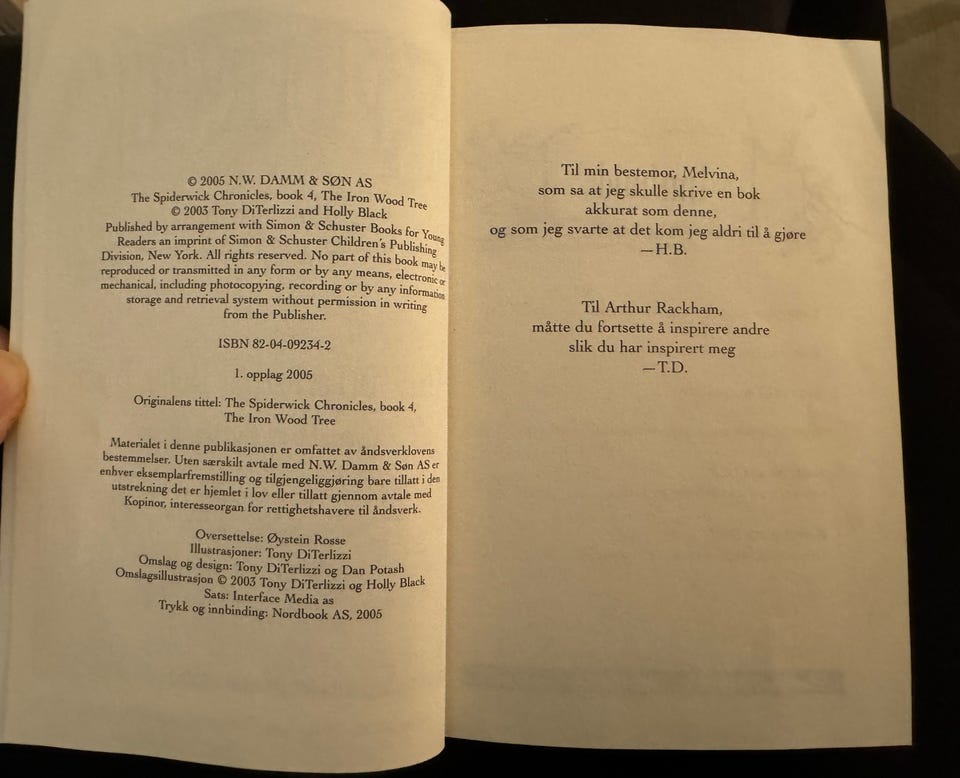 © 2005 N.W. DAMM & SØN AS
The Spiderwick Chronicles, book 4, The Iron Wood Tree
© 2003 Tony DiTerlizzi and Holly Black
Published by arrangement with Simon & Schuster Books for Young
Readers an imprint of Simon & Schuster Children's Publishing
Division, New York. All rights reserved. No part of this book may be
reproduced or transmitted in any form or by any means, electronic or
mechanical, including photocopying, recording or by any information
storage and retrieval system without permission in writing
from the Publisher.
ISBN 82-04-09234-2
1. opplag 2005
Originalens tittel: The Spiderwick Chronicles, book 4,
The Iron Wood Tree
Materialet i denne publikasjonen er omfattet av åndsverklovens
bestemmelser. Uten særskilt avtale med N.W. Damm & Søn AS er
enhver eksemplarfremstilling og tilgjengeliggjøring bare tillatt i den
utstrekning det er hjemlet i lov eller tillatt gjennom avtale med
Kopinor, interesseorgan for rettighetshavere til åndsverk.
Oversettelse: Øystein Rosse
Illustrasjoner: Tony DiTerlizzi
Omslag og design: Tony DiTerlizzi og Dan Potash
Omslagsillustrasjon © 2003 Tony DiTerlizzi og Holly Black
Sats: Interface Media as
Trykk og innbinding: Nordbook AS, 2005
Til min bestemor, Melvina,
som sa at jeg skulle skrive en bok
akkurat som denne,
og som jeg svarte at det kom jeg aldri til å gjøre
—H.B.
Til Arthur Rackham,
måtte du fortsette å inspirere andre
slik du har inspirert meg
—T.D.